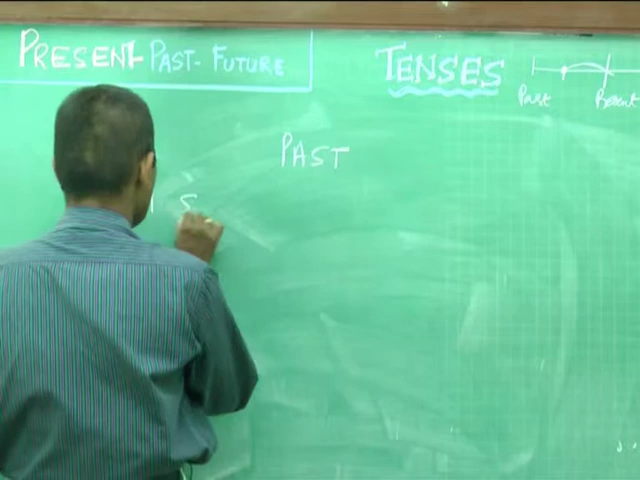 PRESENT-PAST-FUTURE
TENSES
Past Present
PAST
S